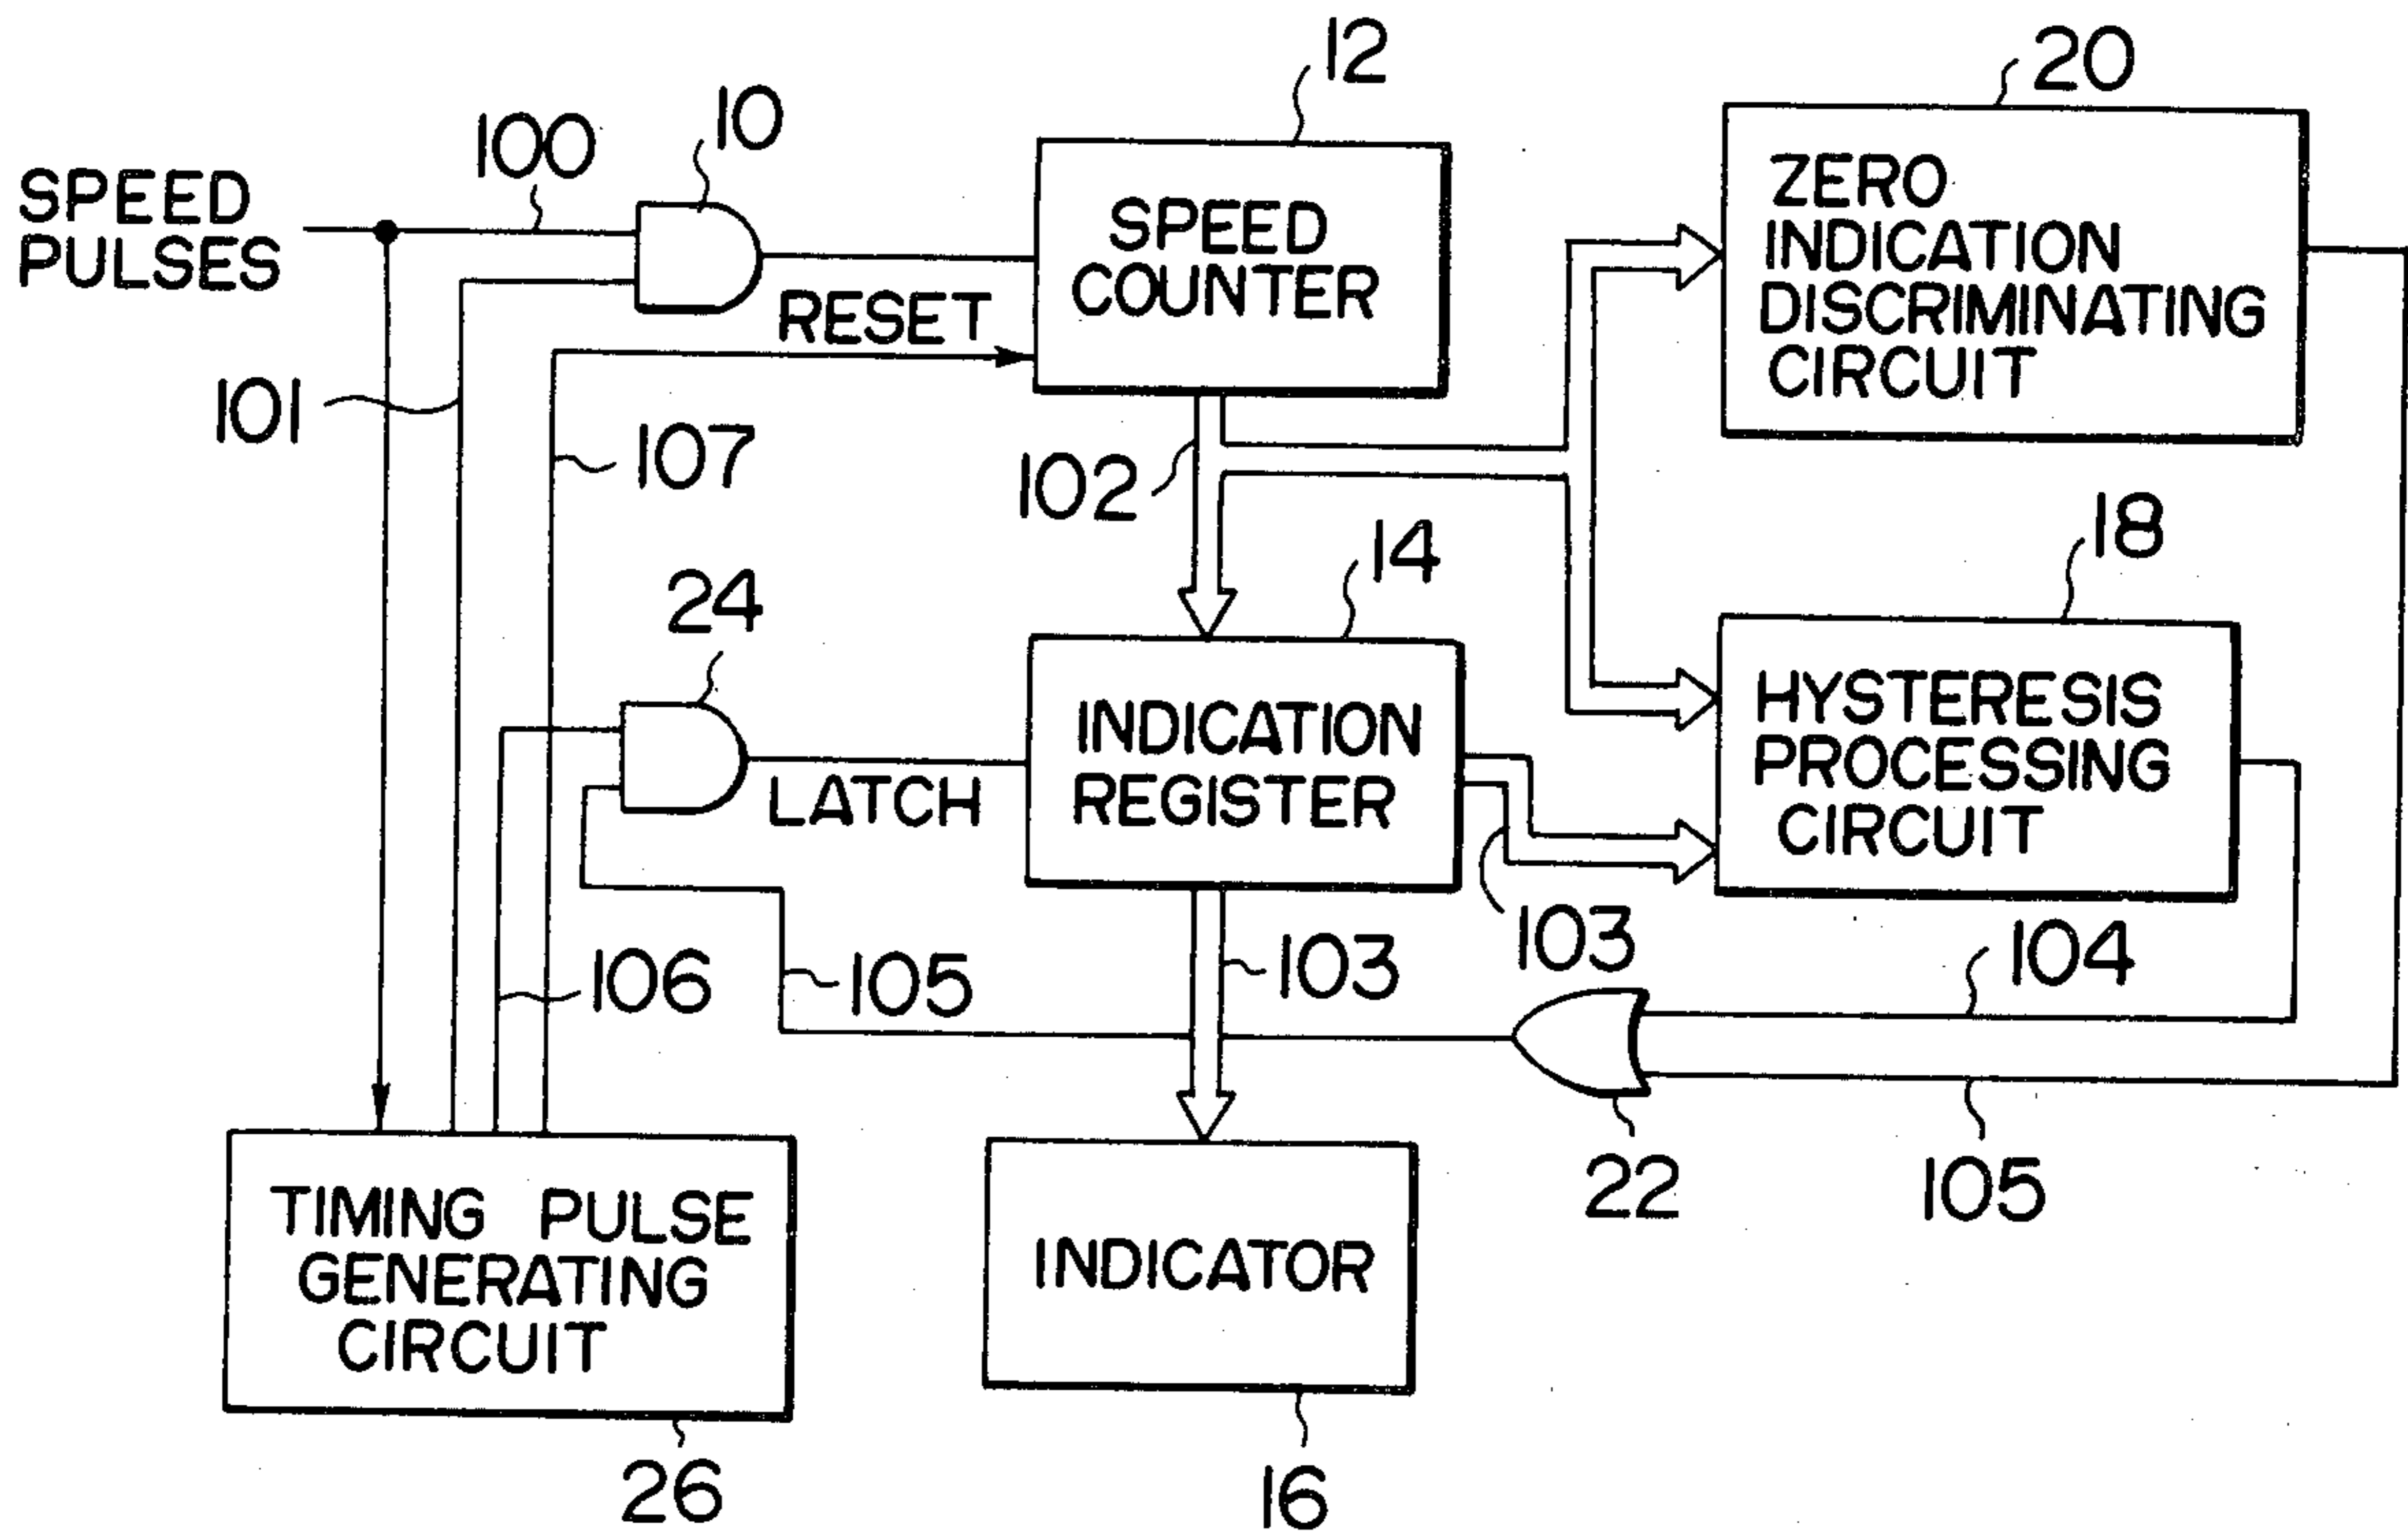 12
20
10
100
SPEED
PULSES
SPEED
COUNTER
ZERO
INDICATION
DISCRIMINATING
CIRCUIT
RESET
101
107
102
18
14
24
INDICATION
REGISTER
HYSTERESIS
PROCESSING
CIRCUIT
LATCH
103
104
106
105
103
22
105
TIMING PULSE
GENERATING
CIRCUIT
INDICATOR
26
16